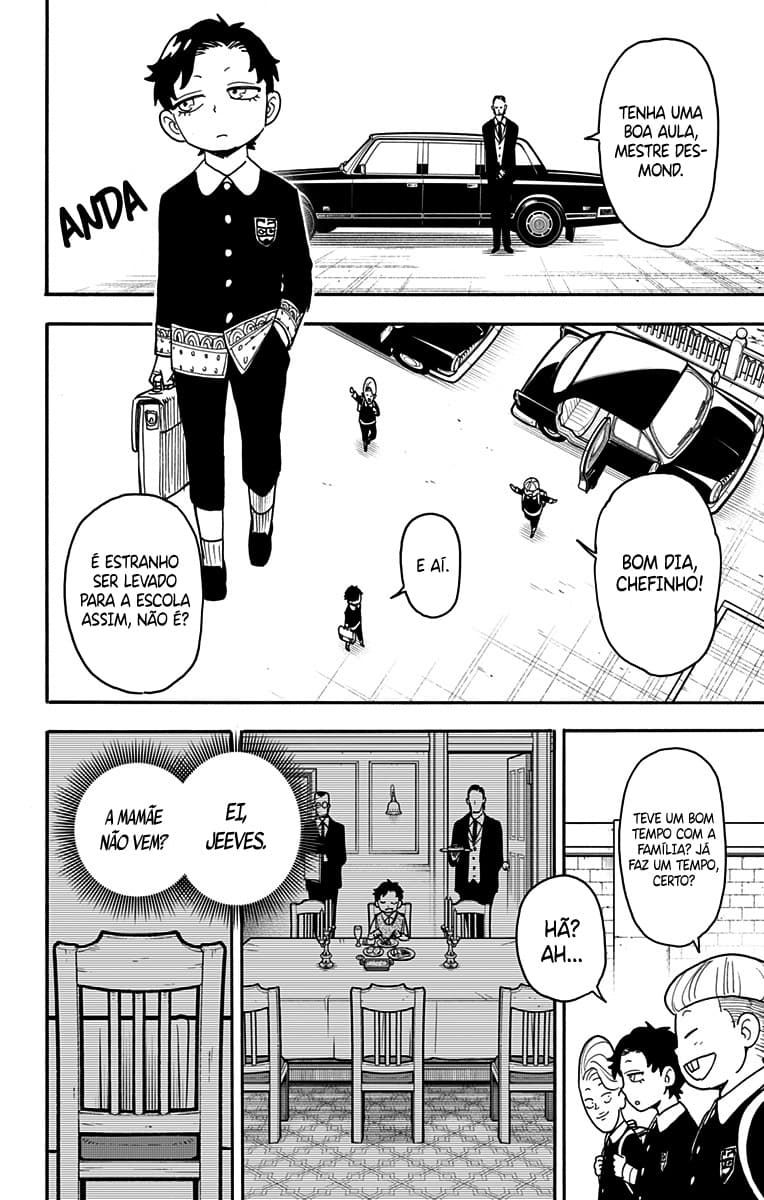 TENHA UMA
BOA AULA,
MESTRE DES-
MOND.
ANDA
BOM DIA,
CHEFINHO!
E AÍ.
É ESTRANHO
SER LEVADO
PARA A ESCOLA
ASSIM, NÃO É?
TEVE UM BOM
TEMPO COM A
FAMÍLIA? JÁ
FAZ UM TEMPO,
CERTO?
HÃ?
AH...
EI,
JEEVES.
A MAMÃE
NÃO VEM?